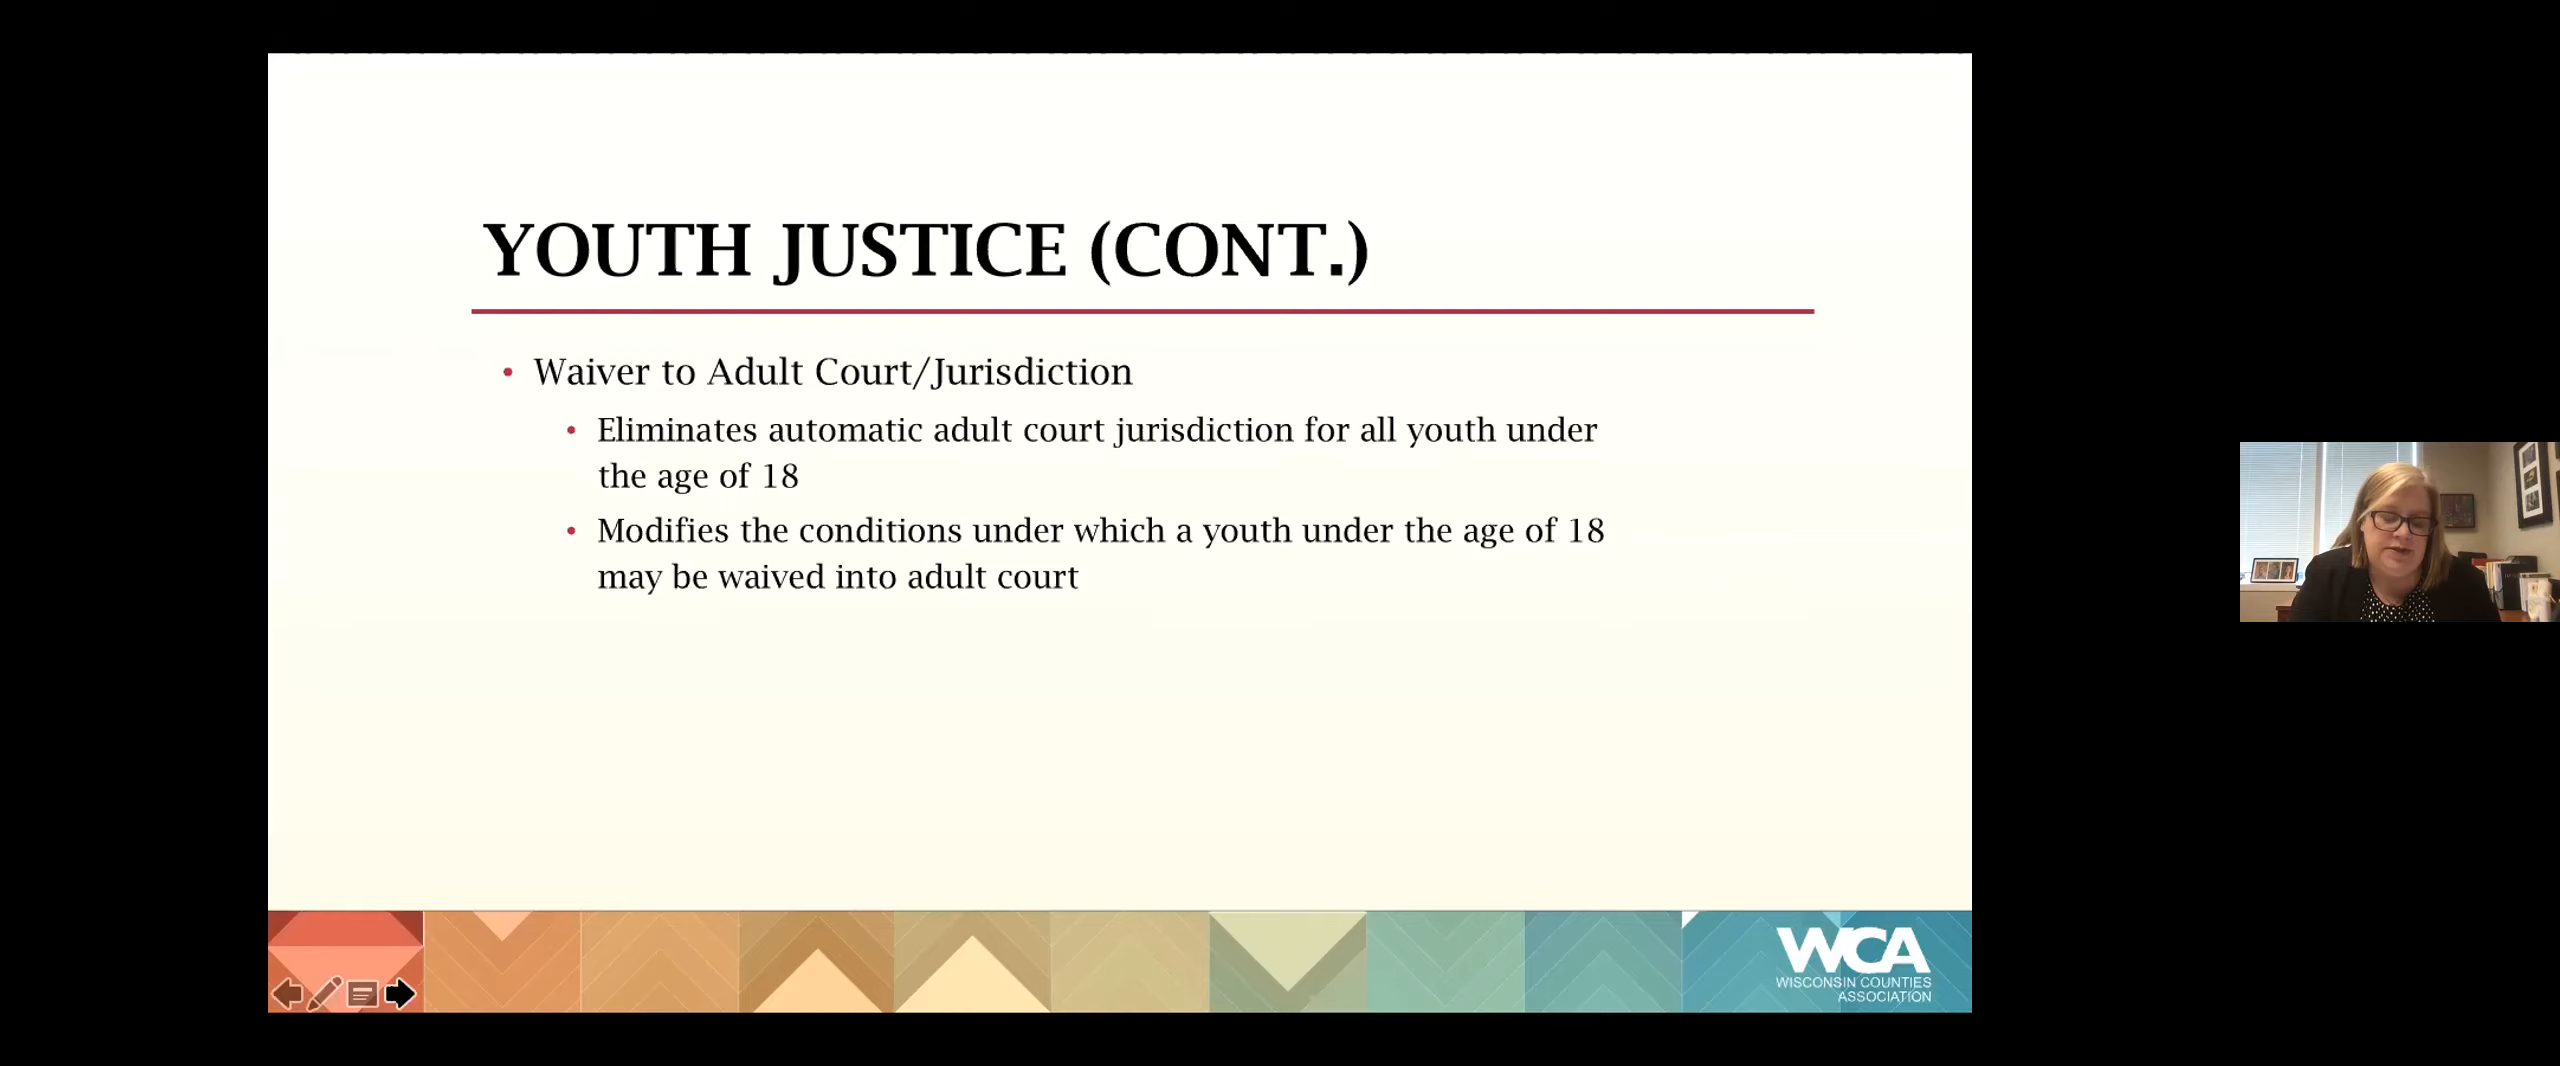 YOUTH JUSTICE (CONT.)
• Waiver to Adult Court/Jurisdiction
• Eliminates automatic adult court jurisdiction for all youth under
the age of 18
• Modifies the conditions under which a youth under the age of 18
may be waived into adult court
WCA
WISCONSIN COUNTIES
ASSOCIATION